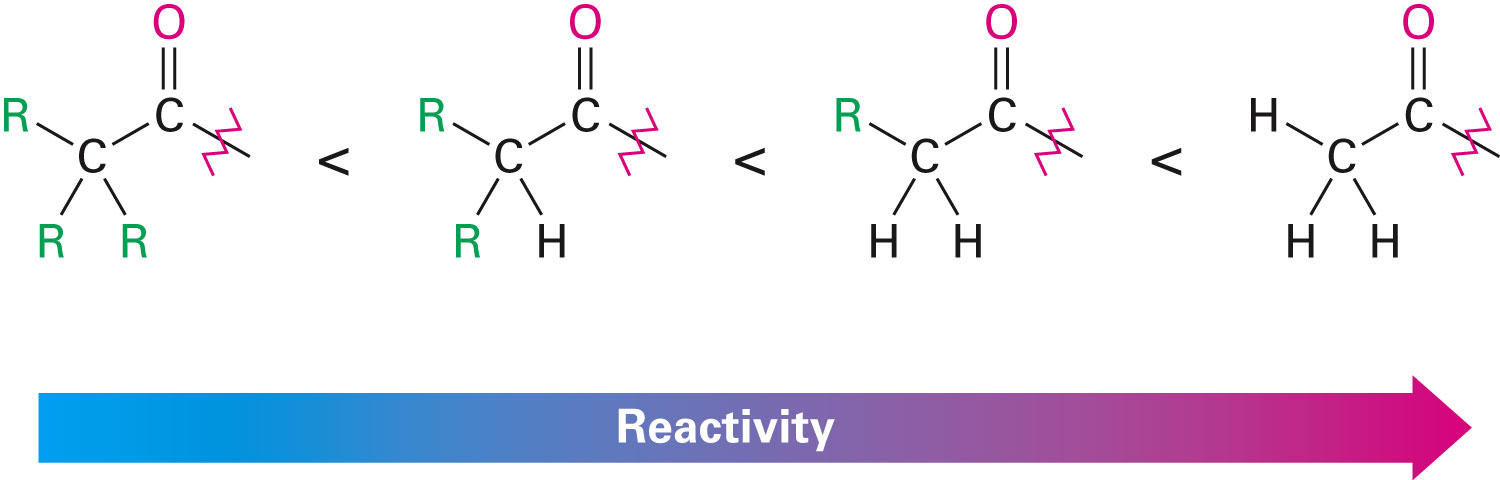 O O O O
R C R C R C H C
C < C < C < C
R R R H H H H H
Reactivity